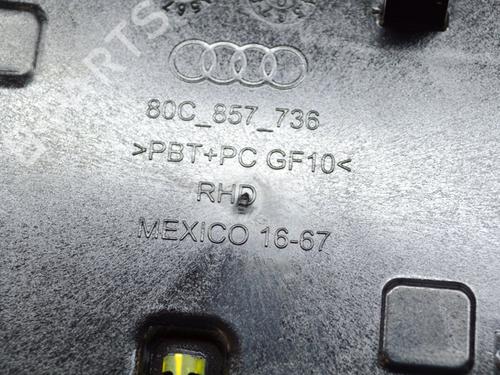 80C_857_736
>PBT+PC GF10<
RHD
MEXICO 16-67